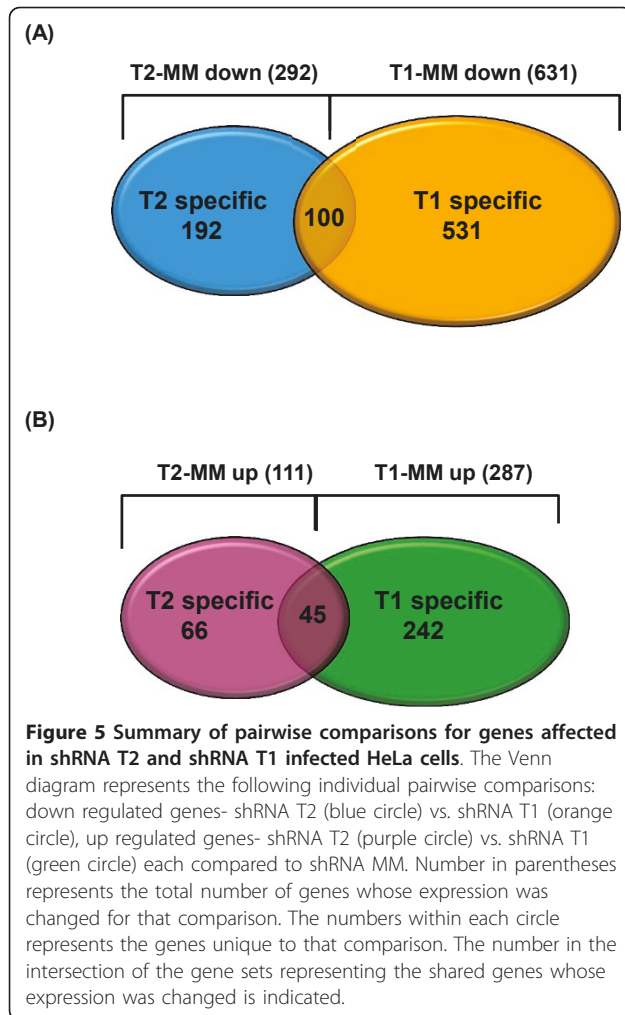 (A)
T2-MM down (292) T1-MM down (631)
T2 specific
192
100
T1 specific
531
(B)
T2-MM up (111) T1-MM up (287)
T2 specific
66
45
T1 specific
242
Figure 5 Summary of pairwise comparisons for genes affected
in shRNA T2 and shRNA T1 infected HeLa cells. The Venn
diagram represents the following individual pairwise comparisons:
down regulated genes- shRNA T2 (blue circle) vs. shRNA T1 (orange
circle), up regulated genes- shRNA T2 (purple circle) vs. shRNA T1
(green circle) each compared to shRNA MM. Number in parentheses
represents the total number of genes whose expression was
changed for that comparison. The numbers within each circle
represents the genes unique to that comparison. The number in the
intersection of the gene sets representing the shared genes whose
expression was changed is indicated.